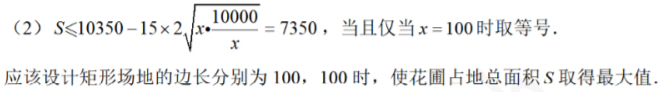 （2） S≤10350−15×2√(x•10000/x) = 7350，当且仅当 x = 100 时取等号．
应该设计矩形场地的边长分别为 100，100 时，使花圃占地总面积 S 取得最大值．